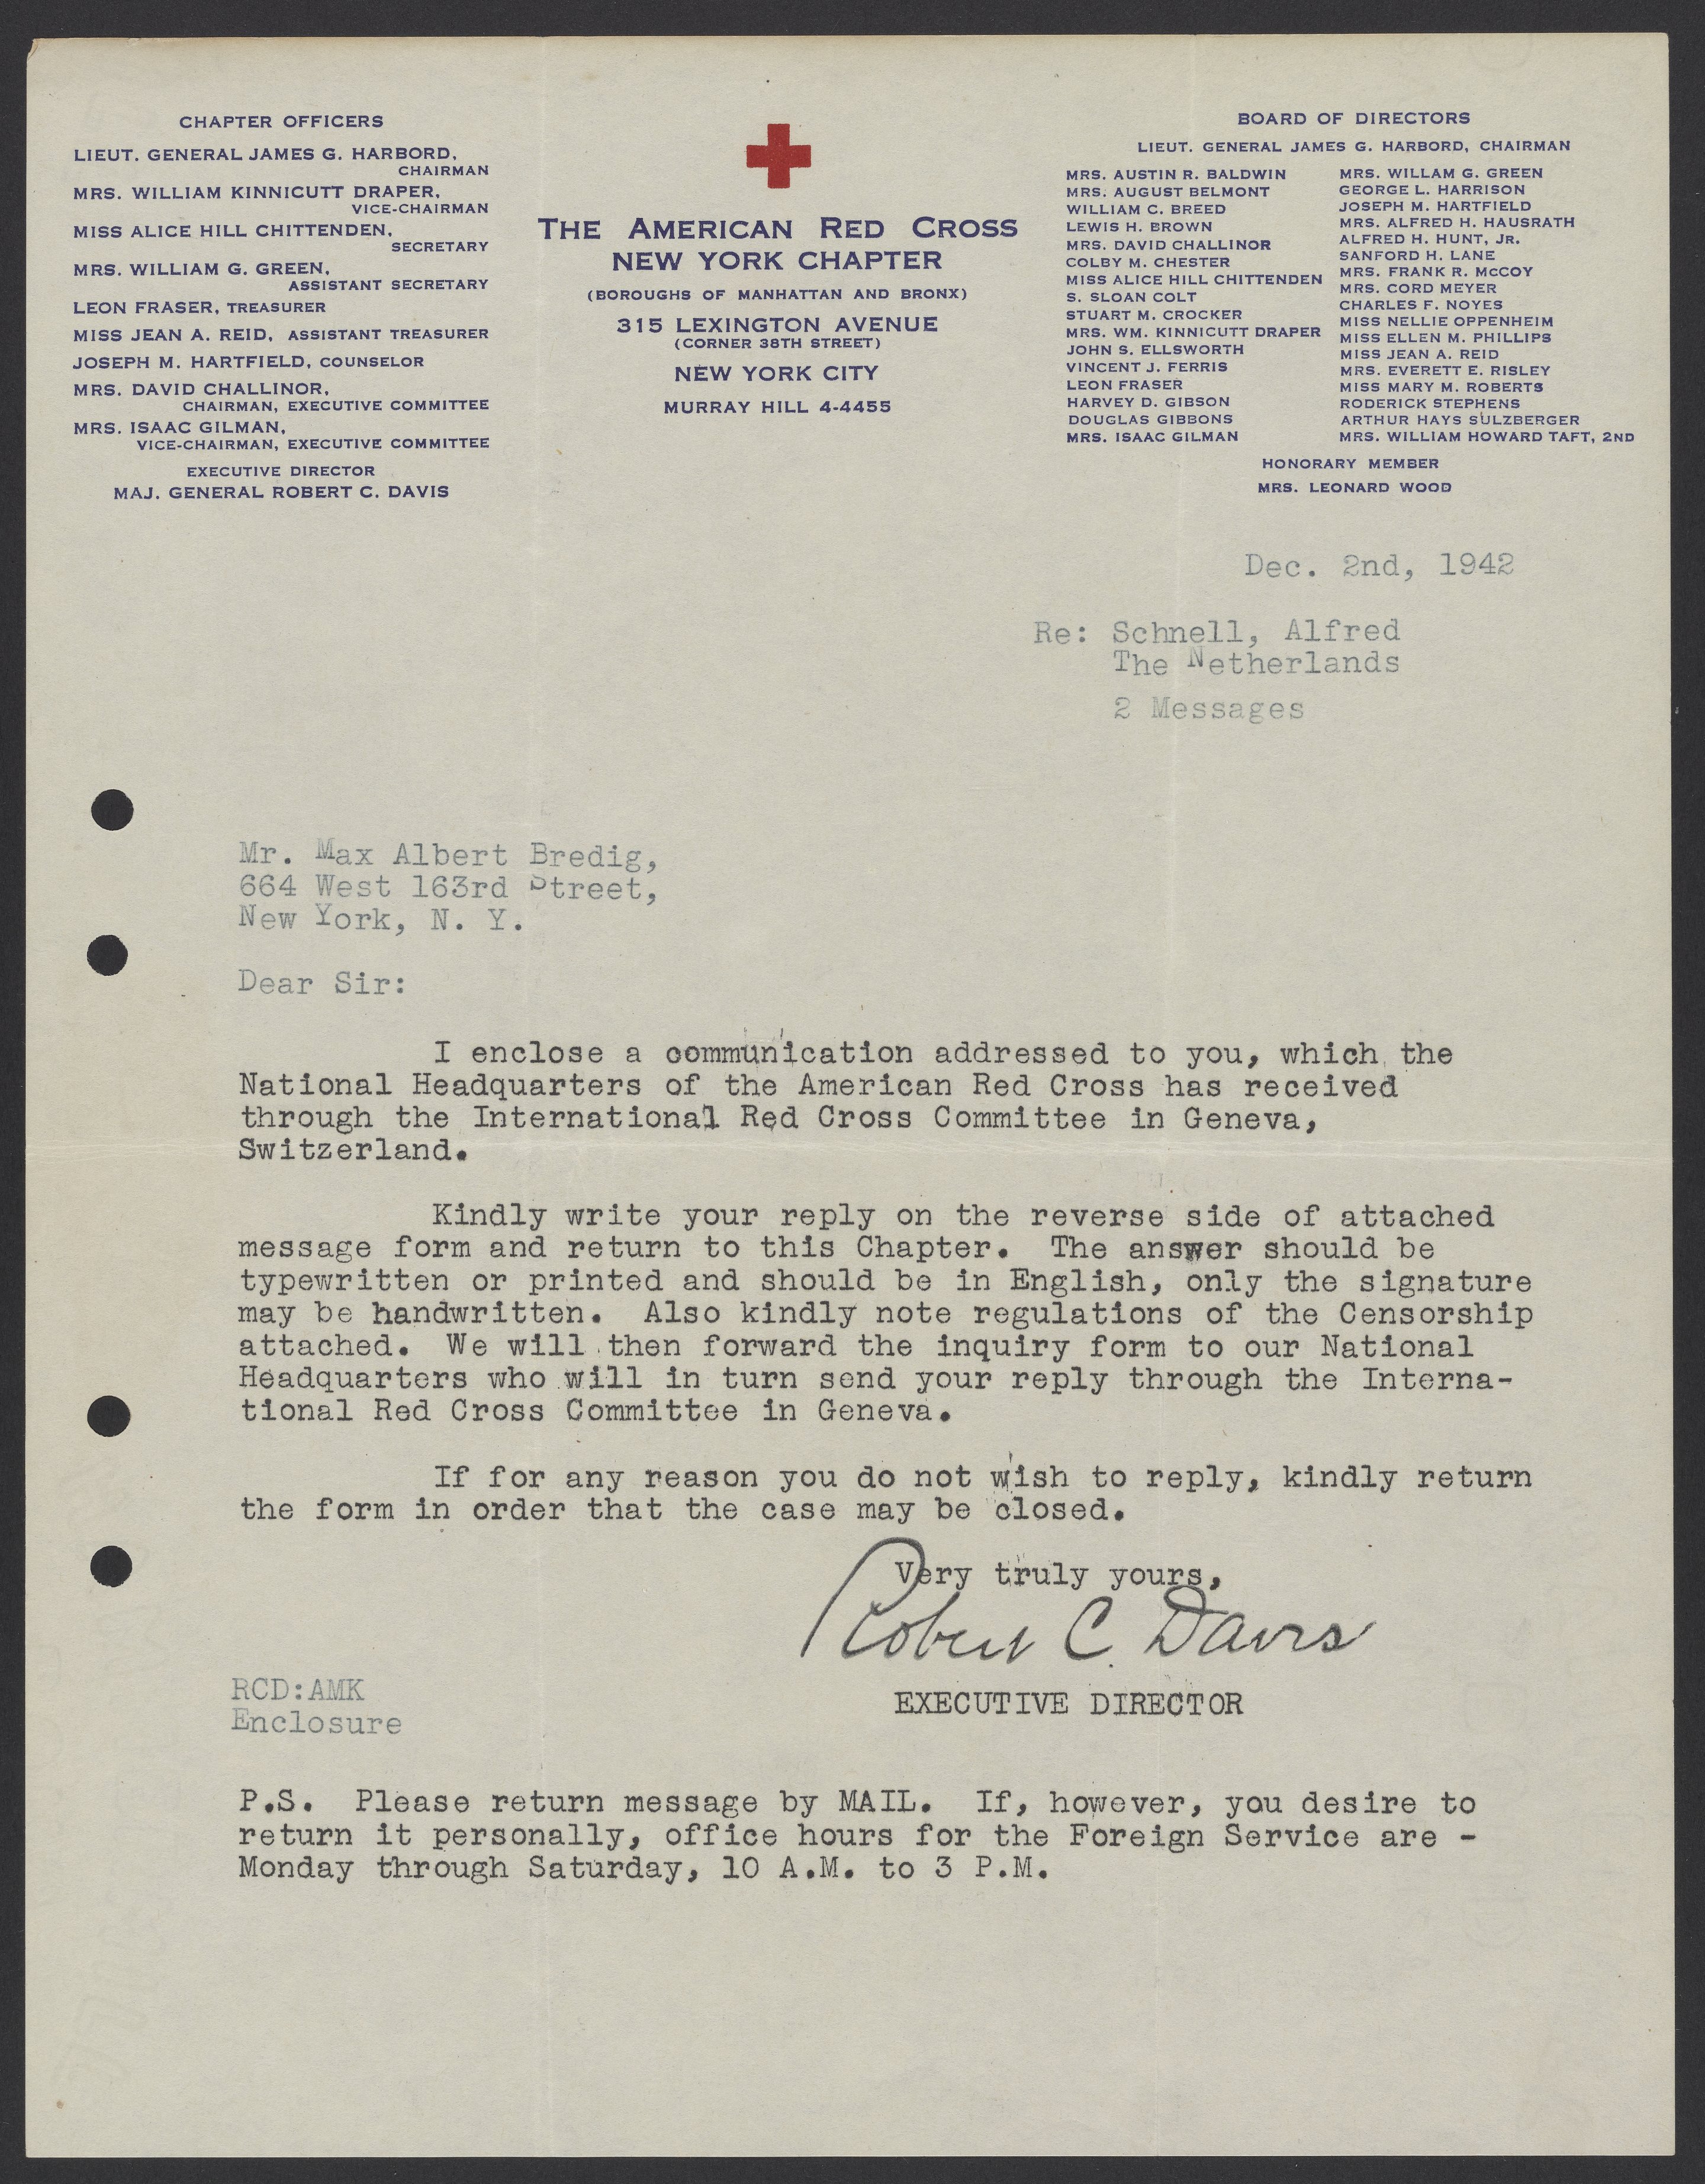 CHAPTER OFFICERS
LIEUT. GENERAL JAMES G. HARBORD,
CHAIRMAN
MRS. WILLIAM KINNICUTT DRAPER,
VICE-CHAIRMAN
MISS ALICE HILL CHITTENDEN,
SECRETARY
MRS. WILLIAM G. GREEN,
ASSISTANT SECRETARY
LEON FRASER, TREASURER
MISS JEAN A. REID, ASSISTANT TREASURER
JOSEPH M. HARTFIELD, COUNSELOR
MRS. DAVID CHALLINOR,
CHAIRMAN, EXECUTIVE COMMITTEE
MRS. ISAAC GILMAN,
VICE-CHAIRMAN, EXECUTIVE COMMITTEE
EXECUTIVE DIRECTOR
MAJ. GENERAL ROBERT C. DAVIS
THE AMERICAN RED CROSS
NEW YORK CHAPTER
(BOROUGHS OF MANHATTAN AND BRONX)
315 LEXINGTON AVENUE
(CORNER 38TH STREET)
NEW YORK CITY
MURRAY HILL 4-4455
BOARD OF DIRECTORS
LIEUT. GENERAL JAMES G. HARBORD, CHAIRMAN
MRS. AUSTIN R. BALDWIN
MRS. AUGUST BELMONT
WILLIAM C. BREED
LEWIS H. BROWN
MRS. DAVID CHALLINOR
COLBY M. CHESTER
MISS ALICE HILL CHITTENDEN
S. SLOAN COLT
STUART M. CROCKER
MRS. WM. KINNICUTT DRAPER
JOHN S. ELLSWORTH
VINCENT J. FERRIS
LEON FRASER
HARVEY D. GIBSON
DOUGLAS GIBBONS
MRS. ISAAC GILMAN
MRS. WILLAM G. GREEN
GEORGE L. HARRISON
JOSEPH M. HARTFIELD
MRS. ALFRED H. HAUSRATH
ALFRED H. HUNT, JR.
SANFORD H. LANE
MRS. FRANK R. McCOY
MRS. CORD MEYER
CHARLES F. NOYES
MISS NELLIE OPPENHEIM
MISS ELLEN M. PHILLIPS
MISS JEAN A. REID
MRS. EVERETT E. RISLEY
MISS MARY M. ROBERTS
RODERICK STEPHENS
ARTHUR HAYS SULZBERGER
MRS. WILLIAM HOWARD TAFT, 2ND
HONORARY MEMBER
MRS. LEONARD WOOD
Dec. 2nd, 1942
Re: Schnell, Alfred
The Netherlands
2 Messages
Mr. Max Albert Bredig,
664 West 163rd Street,
New York, N. Y.
Dear Sir:
I enclose a communication addressed to you, which the
National Headquarters of the American Red Cross has received
through the International Red Cross Committee in Geneva,
Switzerland.
Kindly write your reply on the reverse side of attached
message form and return to this Chapter. The answer should be
typewritten or printed and should be in English, only the signature
may be handwritten. Also kindly note regulations of the Censorship
attached. We will then forward the inquiry form to our National
Headquarters who will in turn send your reply through the Interna-
tional Red Cross Committee in Geneva.
If for any reason you do not wish to reply, kindly return
the form in order that the case may be closed.
Very truly yours,
Robert C. Davis
EXECUTIVE DIRECTOR
RCD:AMK
Enclosure
P.S. Please return message by MAIL. If, however, you desire to
return it personally, office hours for the Foreign Service are -
Monday through Saturday, 10 A.M. to 3 P.M.